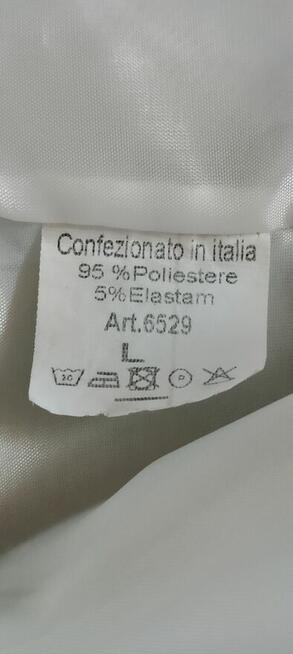 Confezionato in italia
95 %Poliestere
5%Elastam
Art.6529
L